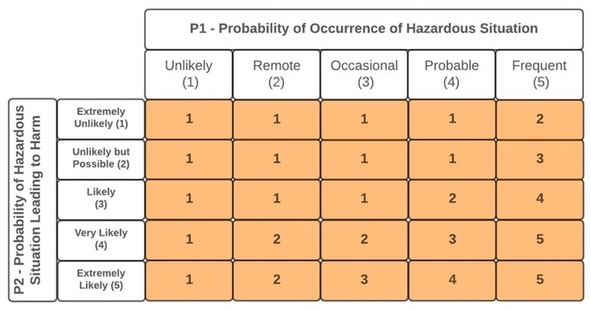 P1 - Probability of Occurrence of Hazardous Situation
Unlikely Remote Occasional Probable Frequent
(1) (2) (3) (4) (5)
P2 - Probability of Hazardous
Situation Leading to Harm
Extremely
Unlikely (1) 1 1 1 1 2
Unlikely but
Possible (2) 1 1 1 1 3
Likely
(3) 1 1 1 2 4
Very Likely
(4) 1 2 2 3 5
Extremely
Likely (5) 1 2 3 4 5